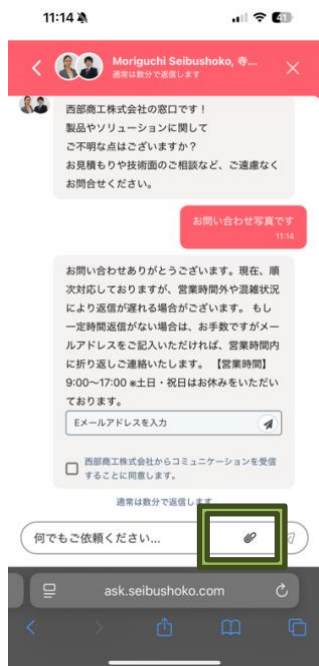 11:14
Moriguchi Seibushoko, 寺...
通常は数分で返信します
西部商工株式会社の窓口です！
製品やソリューションに関して
ご不明な点はございますか？
お見積もりや技術面のご相談など、ご遠慮なく
お問合せください。
お問い合わせ写真です
11:14
お問い合わせありがとうございます。現在、順
次対応しておりますが、営業時間外や混雑状況
により返信が遅れる場合がございます。 もし
一定時間返信がない場合は、お手数ですがメー
ルアドレスをご記入いただければ、営業時間内
に折り返しご連絡いたします。 【営業時間】
9:00〜17:00 ※土日・祝日はお休みをいただい
ております。
Eメールアドレスを入力
西部商工株式会社からコミュニケーションを受信
することに同意します。
通常は数分で返信します
何でもご依頼ください...
ask.seibushoko.com